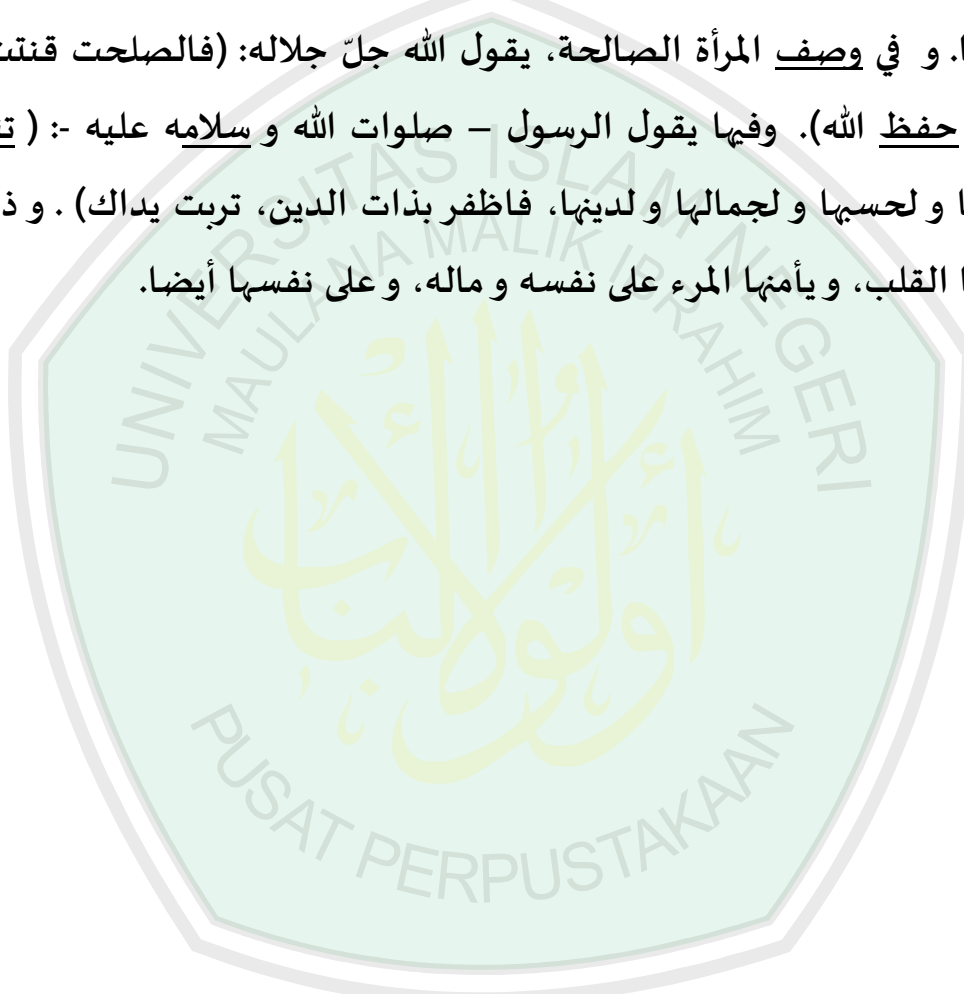 ا. و في وصف المرأة الصالحة، يقول الله جلّ جلاله: (فالصلحت قنتت
حفظ الله). وفيها يقول الرسول – صلوات الله و سلامه عليه -: (
ا و لحسبها و لجمالها و لدينها، فاظفر بذات الدين، تربت يداك) . و ذ
ا القلب، و يأمنها المرء على نفسه و ماله، و على نفسها أيضا.
UNIVERSITAS ISLAM NEGERI
MAULANA MALIK IBRAHIM
أولوا الألباب
PUSAT PERPUSTAKAAN